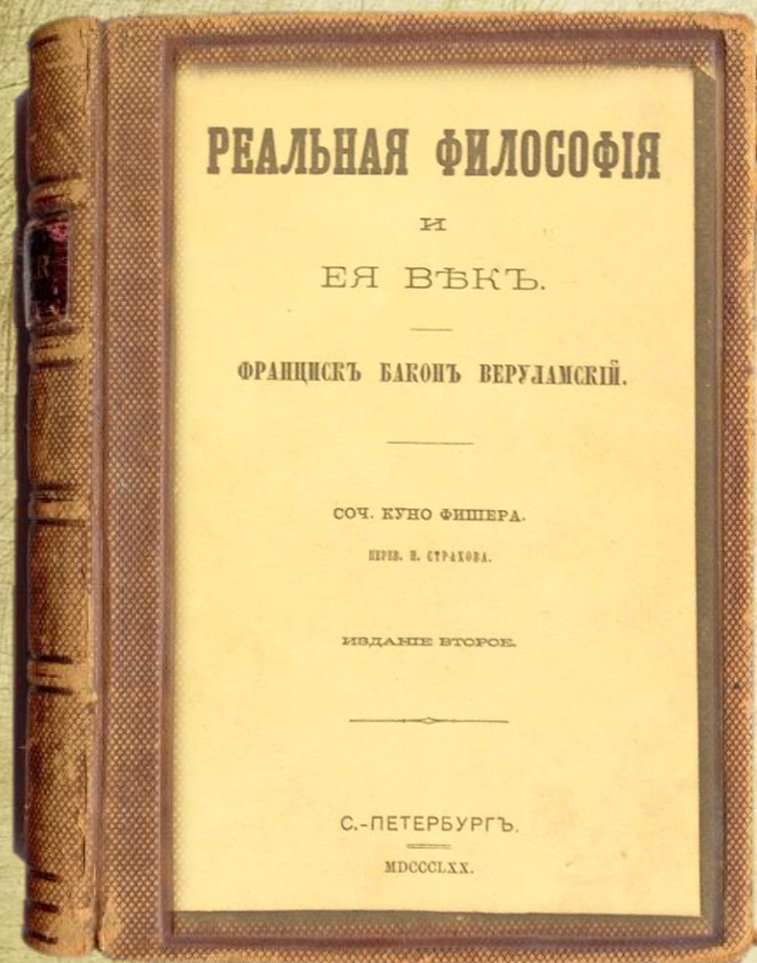 РЕАЛЬНАЯ ФИЛОСОФІЯ
И
ЕЯ ВѢКЪ.
ФРАНЦИСКЪ БАКОНЪ ВЕРУЛАМСКІЙ.
СОЧ. КУНО ФИШЕРА.
ПЕРЕВ. Н. СТРАХОВА.
ИЗДАНІЕ ВТОРОЕ.
С.-ПЕТЕРБУРГЪ.
MDCCCLXX.